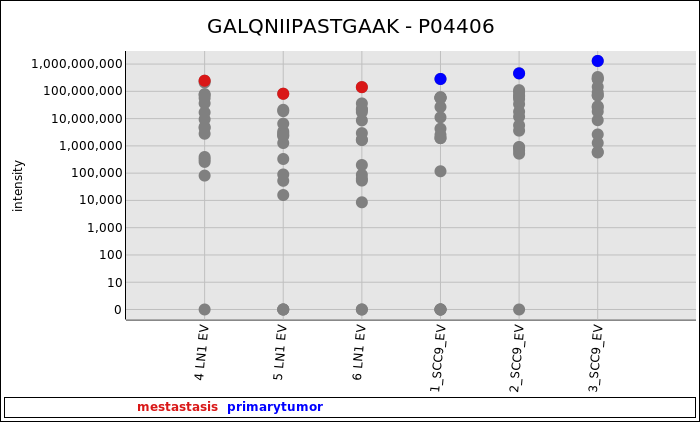 GALQNIIPASTGAAK - P04406
1,000,000,000
100,000,000
10,000,000
1,000,000
100,000
10,000
1,000
100
10
0
intensity
4 LN1 EV
5 LN1 EV
6 LN1 EV
1_SCC9_EV
2_SCC9_EV
3_SCC9_EV
mestastasis primarytumor